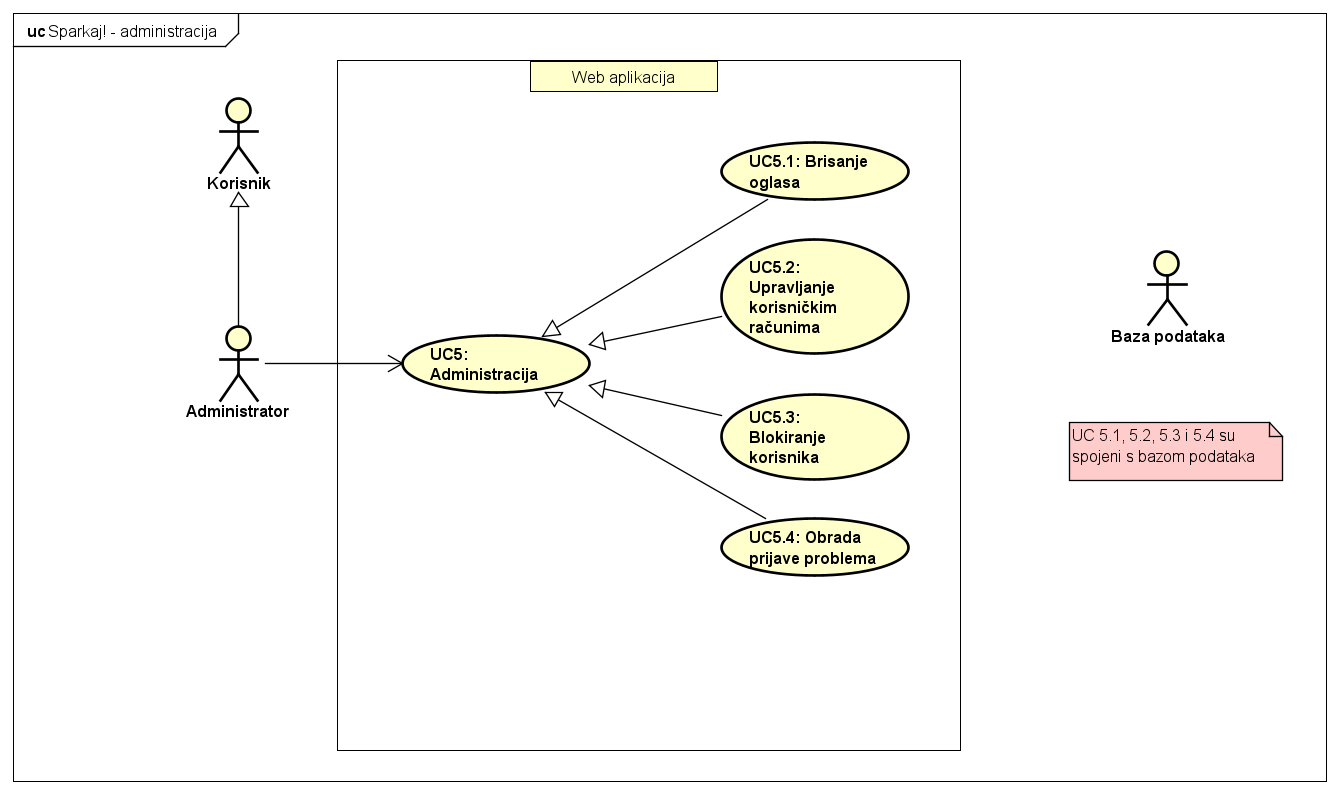 uc Sparkaj! - administracija
Web aplikacija
Korisnik
UC5.1: Brisanje
oglasa
UC5.2:
Upravljanje
korisničkim
računima
Baza podataka
UC5:
Administracija
Administrator
UC5.3:
Blokiranje
korisnika
UC 5.1, 5.2, 5.3 i 5.4 su
spojeni s bazom podataka
UC5.4: Obrada
prijave problema